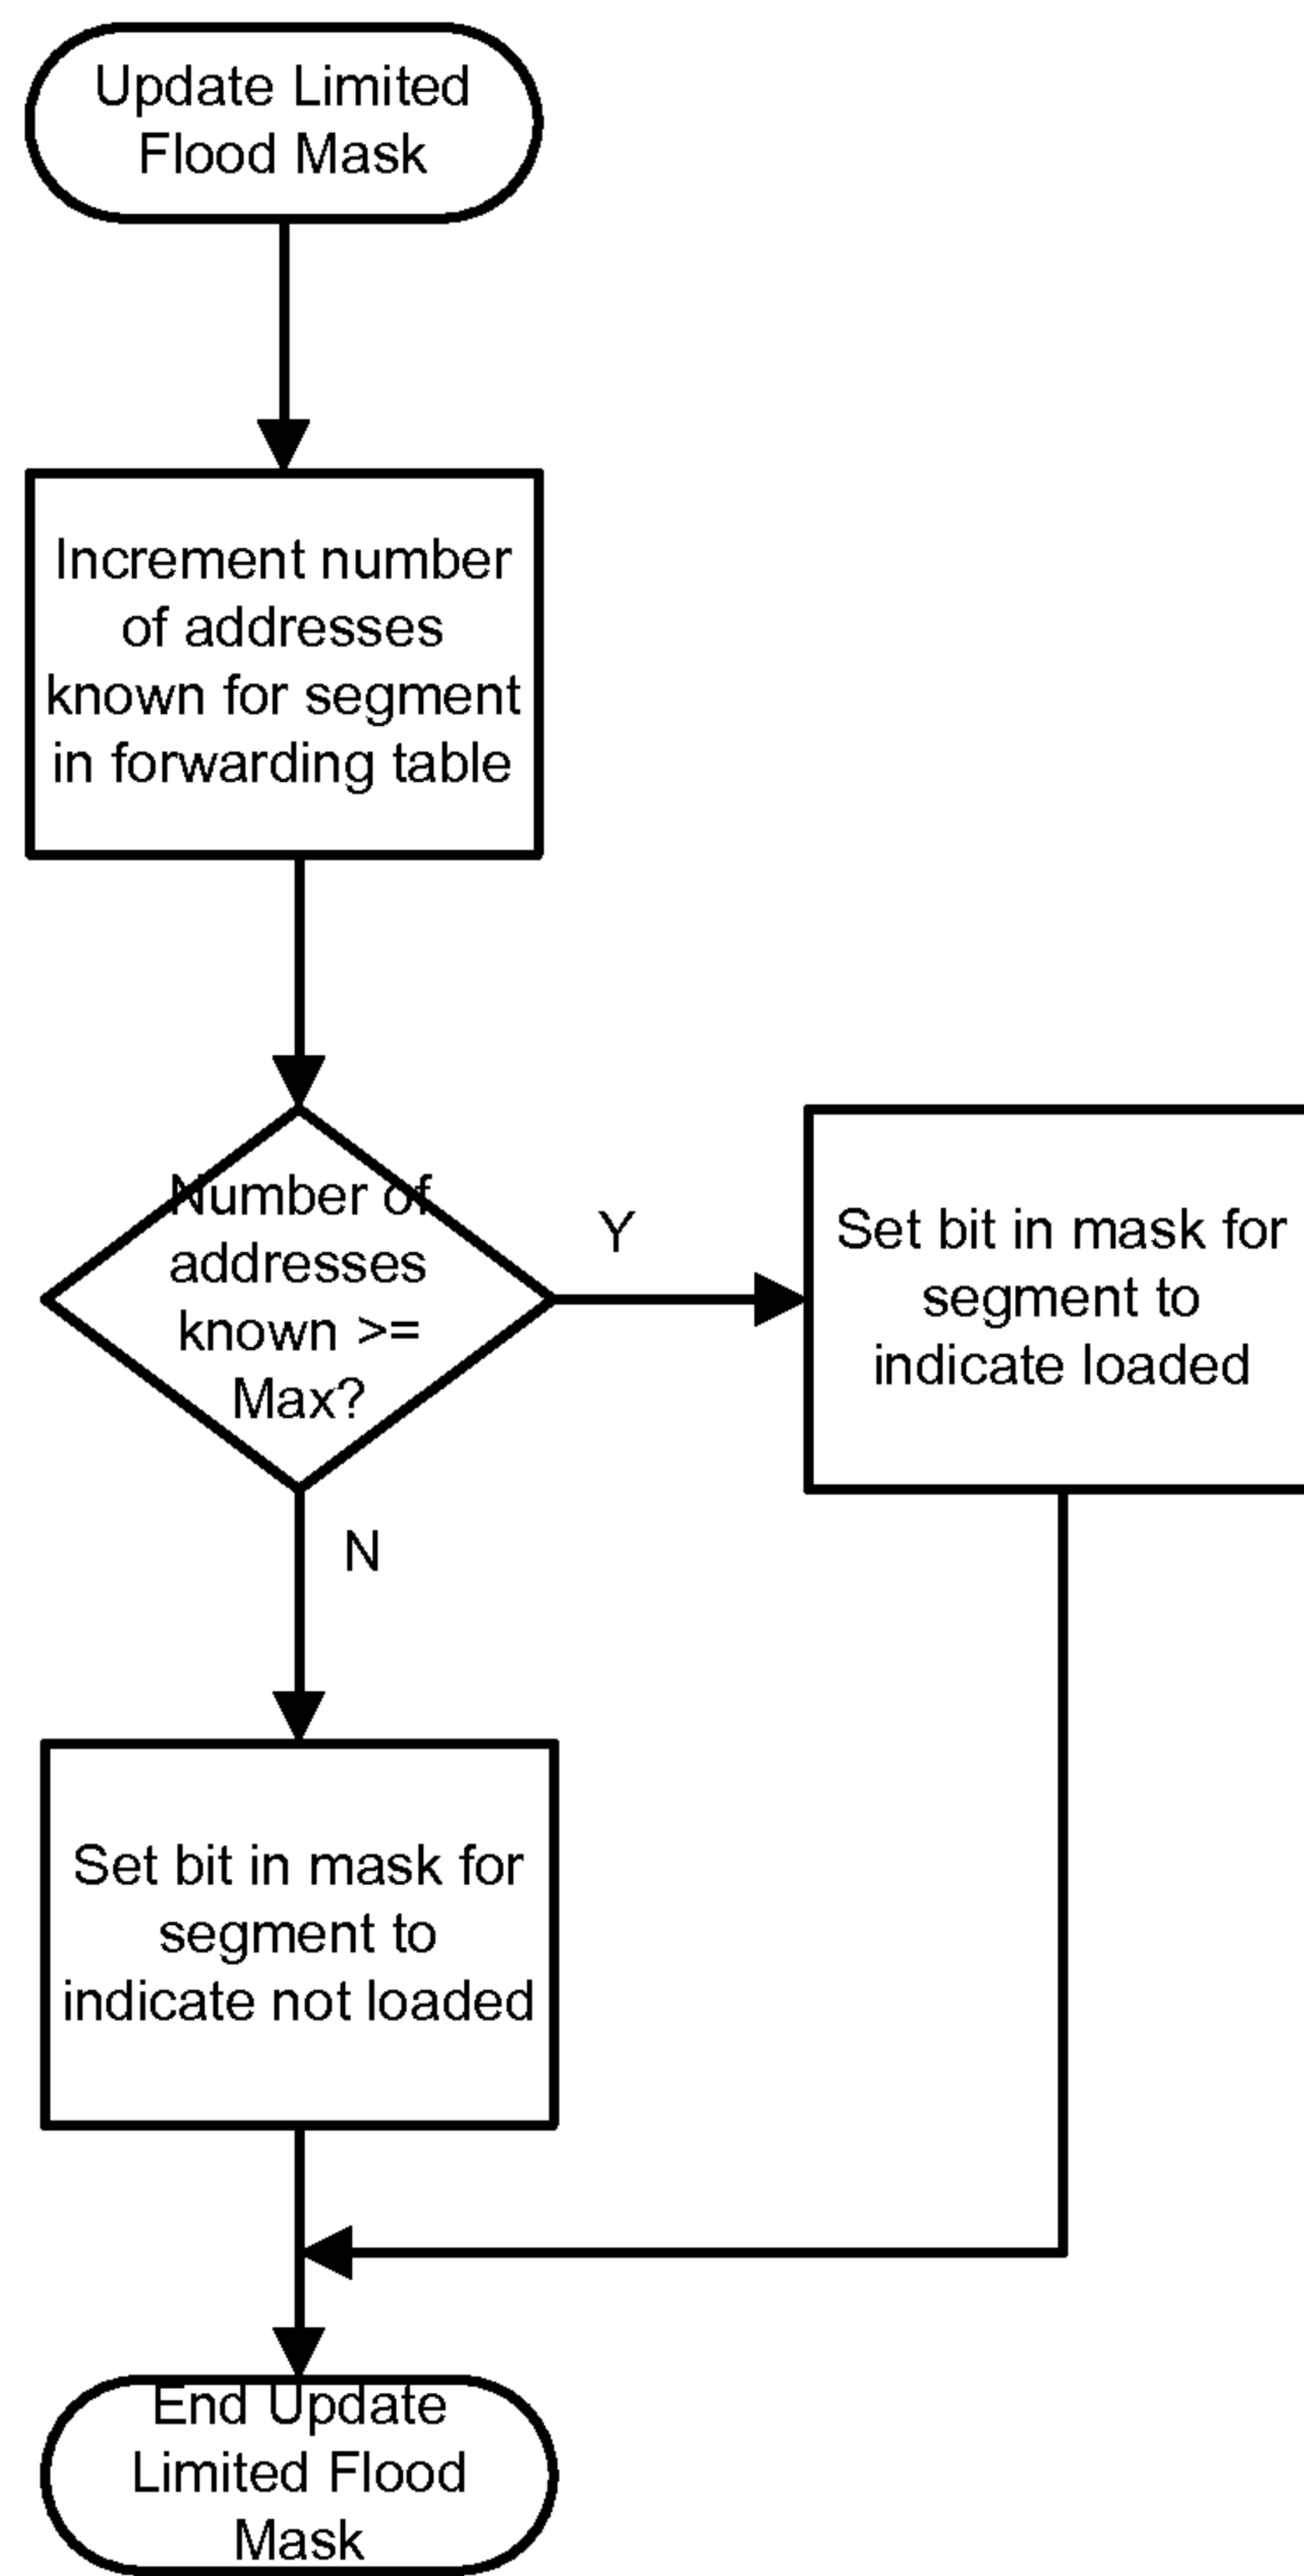 Update Limited
Flood Mask
Increment number
of addresses
known for segment
in forwarding table
Number of
addresses
known >=
Max?
Y
Set bit in mask for
segment to
indicate loaded
N
Set bit in mask for
segment to
indicate not loaded
End Update
Limited Flood
Mask